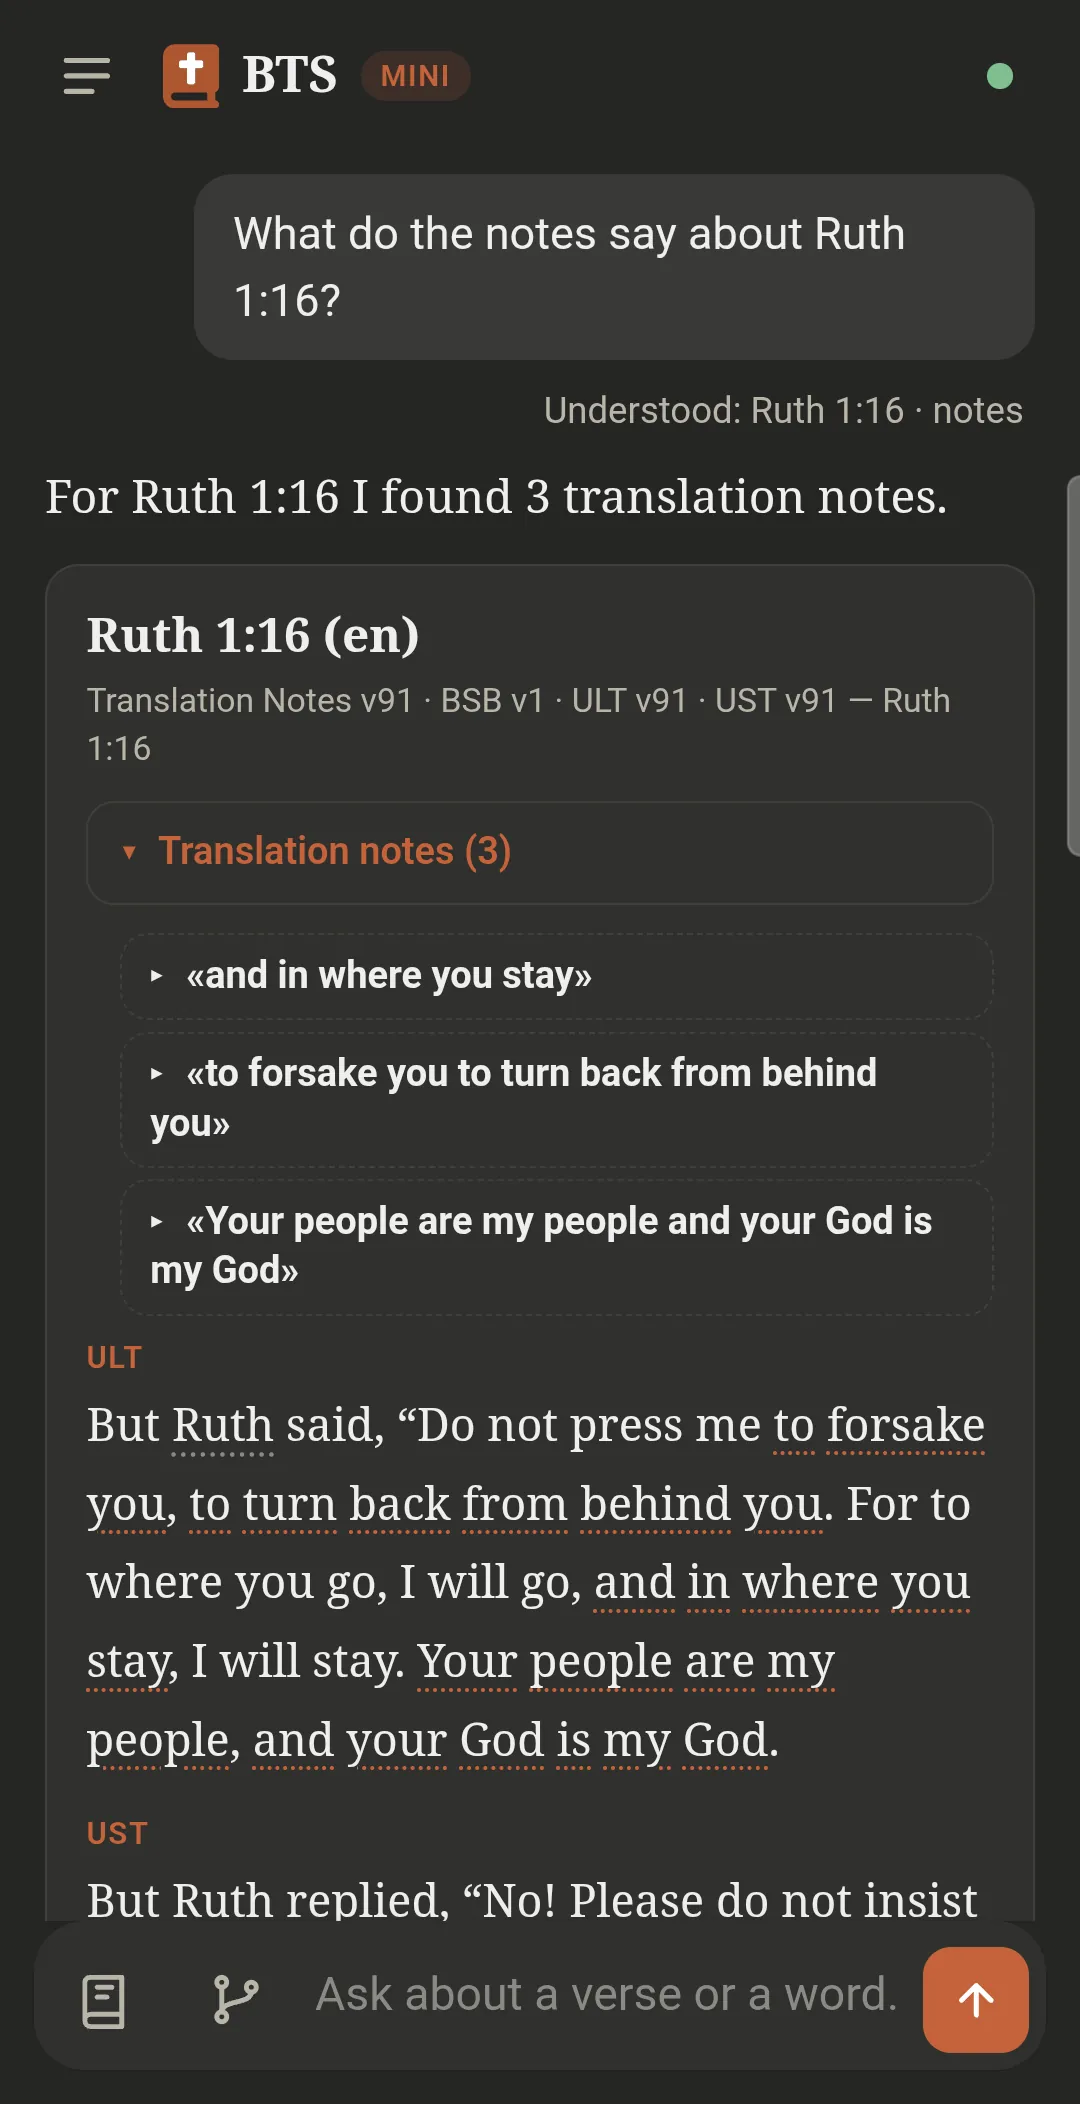 BTS MINI
What do the notes say about Ruth
1:16?
Understood: Ruth 1:16 · notes
For Ruth 1:16 I found 3 translation notes.
Ruth 1:16 (en)
Translation Notes v91 · BSB v1 · ULT v91 · UST v91 — Ruth
1:16
▾ Translation notes (3)
▸ «and in where you stay»
▸ «to forsake you to turn back from behind
you»
▸ «Your people are my people and your God is
my God»
ULT
But Ruth said, “Do not press me to forsake
you, to turn back from behind you. For to
where you go, I will go, and in where you
stay, I will stay. Your people are my
people, and your God is my God.
UST
But Ruth replied, “No! Please do not insist
Ask about a verse or a word.